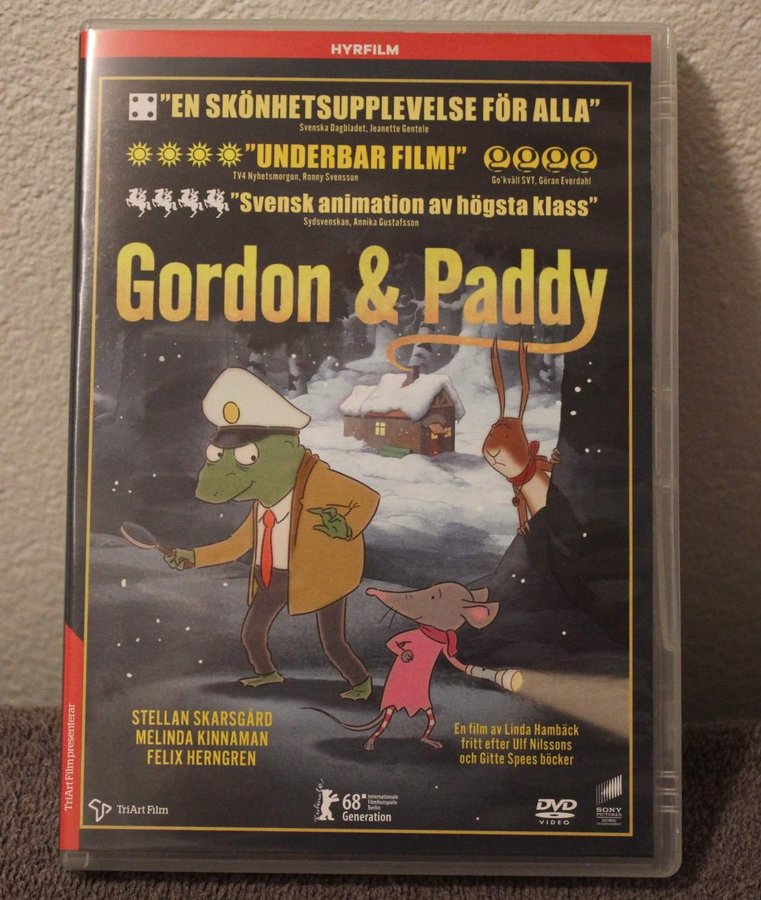 HYRFILM
"EN SKÖNHETSUPPLEVELSE FÖR ALLA"
Svenska Dagbladet, Jeanette Gentele
"UNDERBAR FILM!"
TV4 Nyhetsmorgon, Ronny Svensson
Go'kväll SVT, Göran Everdahl
"Svensk animation av högsta klass"
Sydsvenskan, Annika Gustafsson
Gordon & Paddy
STELLAN SKARSGÅRD
MELINDA KINNAMAN
FELIX HERNGREN
En film av Linda Hambäck
fritt efter Ulf Nilssons
och Gitte Spees böcker
TriArt Film presenterar
TriArt Film
68
Internationale
Filmfestspiele
Berlin
Generation
DVD
VIDEO
SONY
PICTURES
HOME